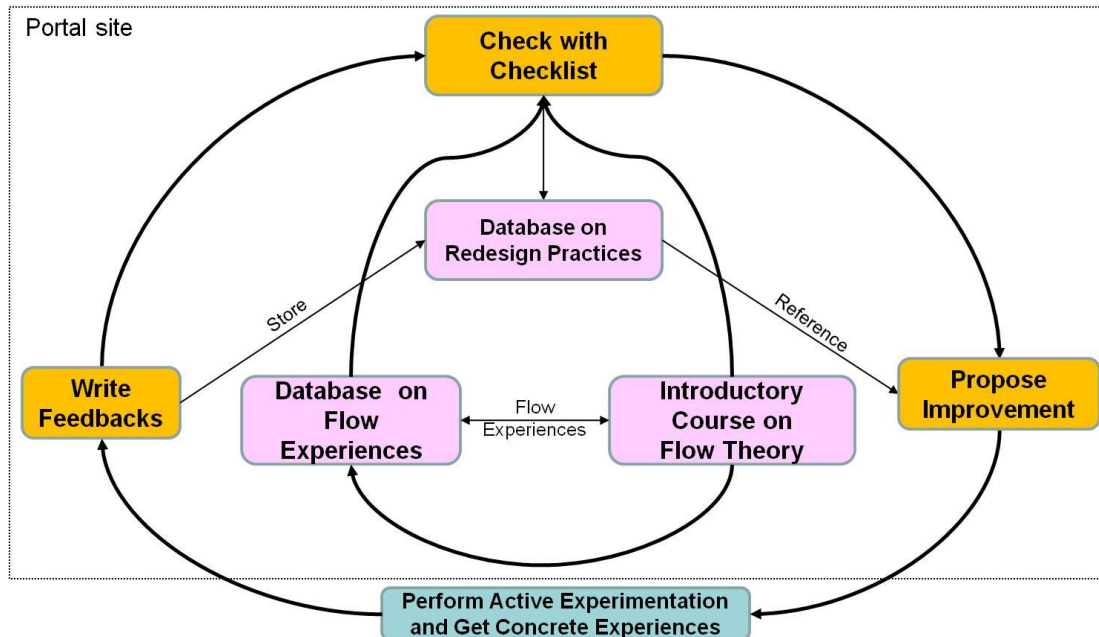 Portal site
Check with
Checklist
Database on
Redesign Practices
Store
Reference
Write
Feedbacks
Database on
Flow
Experiences
Flow
Experiences
Introductory
Course on
Flow Theory
Propose
Improvement
Perform Active Experimentation
and Get Concrete Experiences